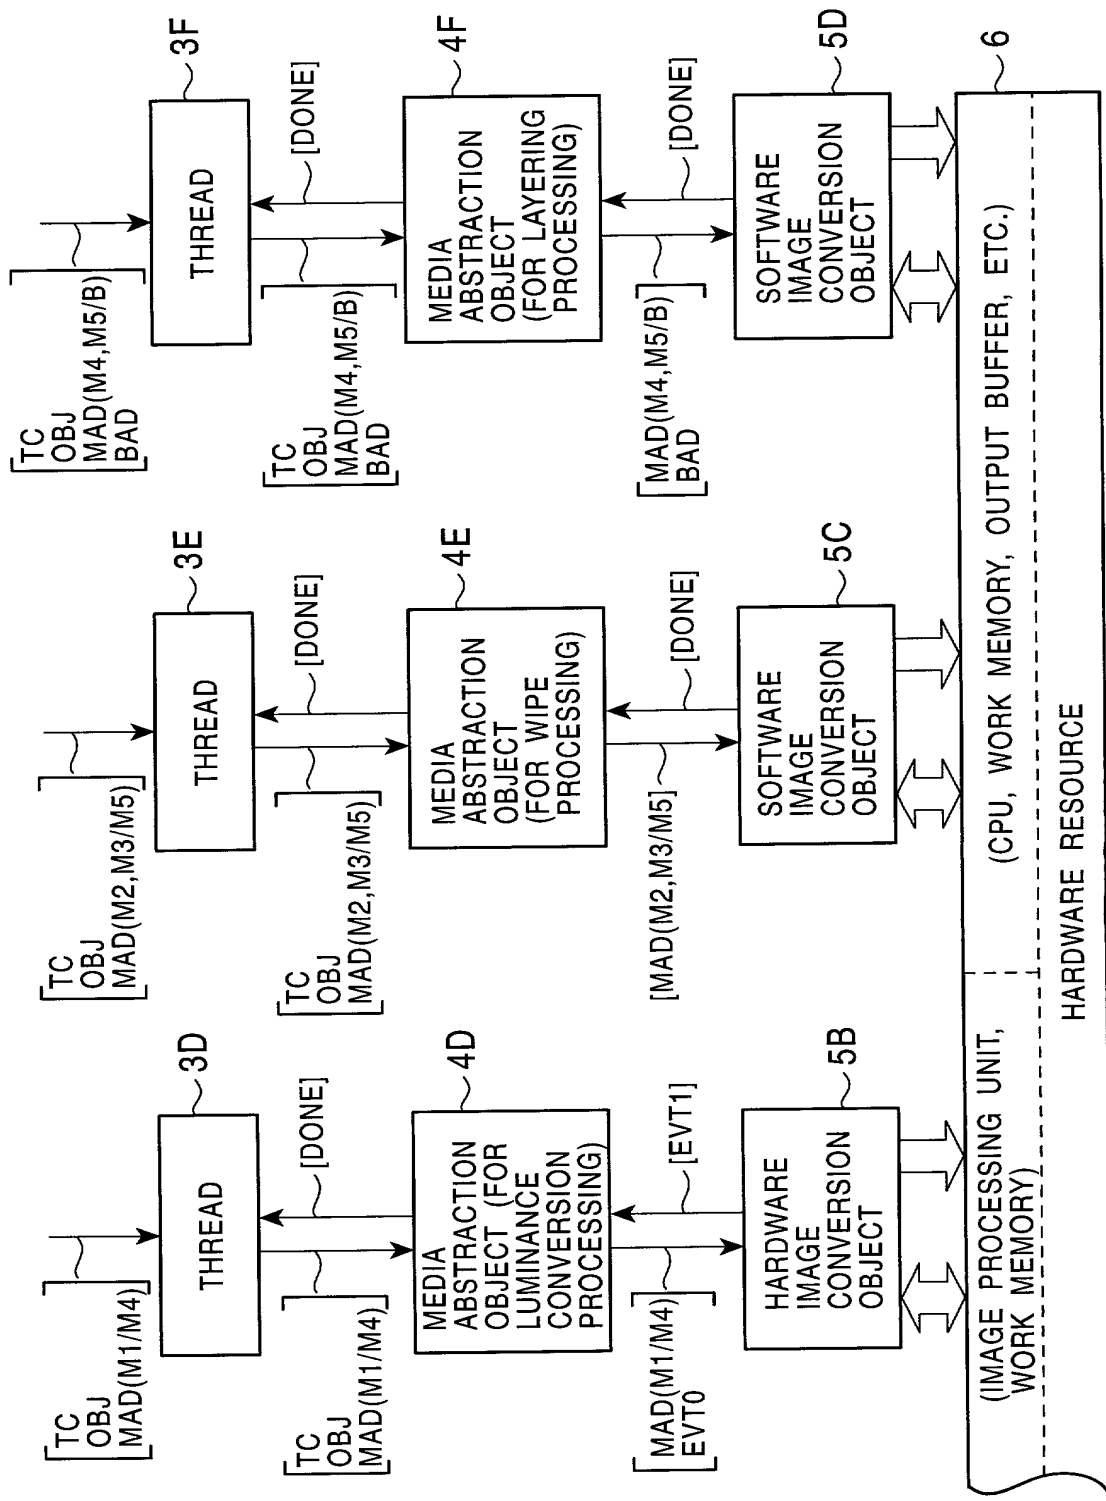 TC
OBJ
MAD(M1/M4)
3D
THREAD
TC
OBJ
MAD(M1/M4)
[DONE]
4D
MEDIA
ABSTRACTION
OBJECT (FOR
LUMINANCE
CONVERSION
PROCESSING)
MAD(M1/M4)
EVT0
[EVT1]
5B
HARDWARE
IMAGE
CONVERSION
OBJECT
TC
OBJ
MAD(M2,M3/M5)
3E
THREAD
TC
OBJ
MAD(M2,M3/M5)
[DONE]
4E
MEDIA
ABSTRACTION
OBJECT
(FOR WIPE
PROCESSING)
[MAD(M2,M3/M5)]
[DONE]
5C
SOFTWARE
IMAGE
CONVERSION
OBJECT
TC
OBJ
MAD(M4,M5/B)
BAD
3F
THREAD
TC
OBJ
MAD(M4,M5/B)
BAD
[DONE]
4F
MEDIA
ABSTRACTION
OBJECT
(FOR LAYERING
PROCESSING)
MAD(M4,M5/B)
BAD
[DONE]
5D
SOFTWARE
IMAGE
CONVERSION
OBJECT
6
(IMAGE PROCESSING UNIT,
WORK MEMORY)
(CPU, WORK MEMORY, OUTPUT BUFFER, ETC.)
HARDWARE RESOURCE